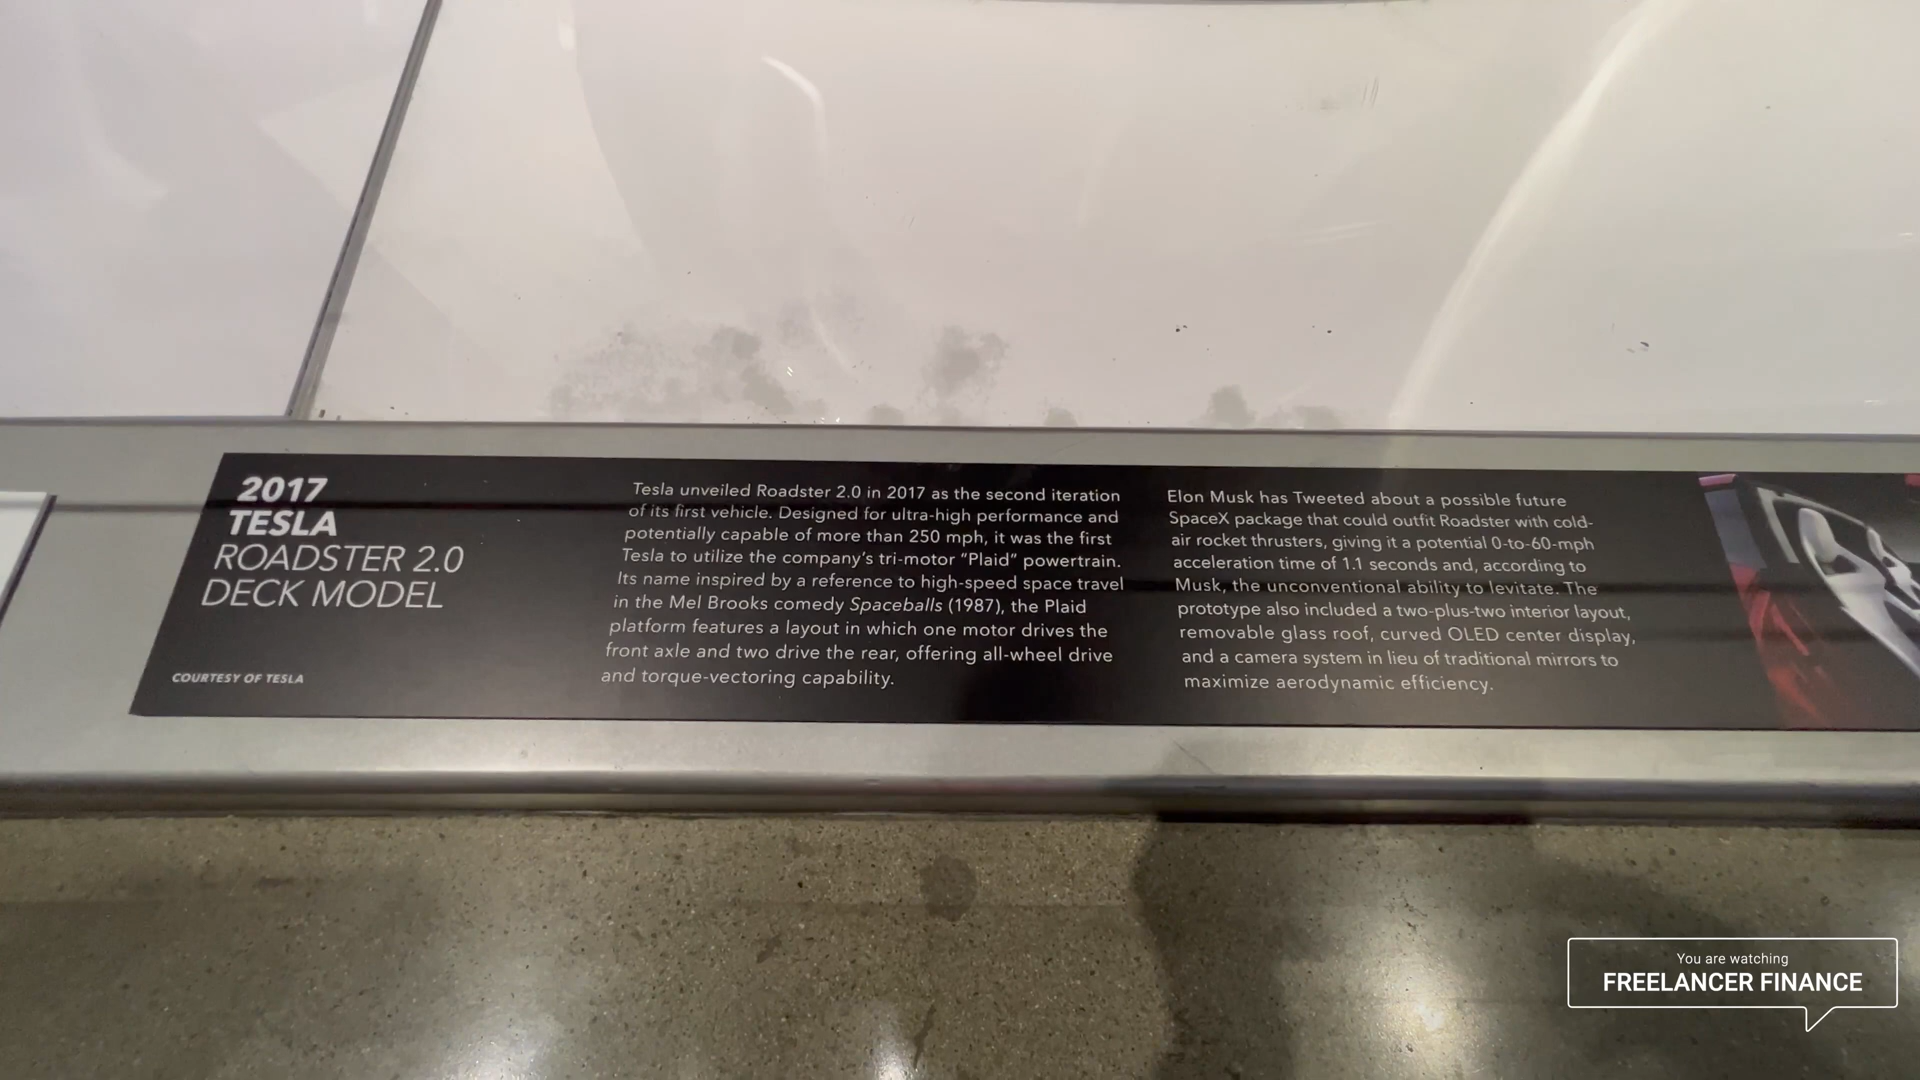 2017
TESLA
ROADSTER 2.0
DECK MODEL
COURTESY OF TESLA
Tesla unveiled Roadster 2.0 in 2017 as the second iteration
of its first vehicle. Designed for ultra-high performance and
potentially capable of more than 250 mph, it was the first
Tesla to utilize the company's tri-motor "Plaid" powertrain.
Its name inspired by a reference to high-speed space travel
in the Mel Brooks comedy Spaceballs (1987), the Plaid
platform features a layout in which one motor drives the
front axle and two drive the rear, offering all-wheel drive
and torque-vectoring capability.
Elon Musk has Tweeted about a possible future
SpaceX package that could outfit Roadster with cold-
air rocket thrusters, giving it a potential 0-to-60-mph
acceleration time of 1.1 seconds and, according to
Musk, the unconventional ability to levitate. The
prototype also included a two-plus-two interior layout,
removable glass roof, curved OLED center display,
and a camera system in lieu of traditional mirrors to
maximize aerodynamic efficiency.
You are watching
FREELANCER FINANCE